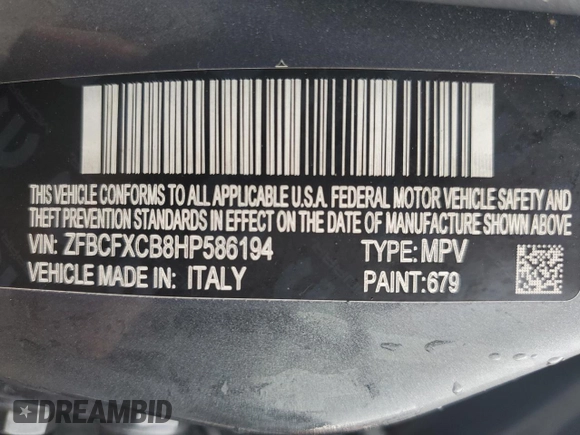 THIS VEHICLE CONFORMS TO ALL APPLICABLE U.S.A. FEDERAL MOTOR VEHICLE SAFETY AND
THEFT PREVENTION STANDARDS IN EFFECT ON THE DATE OF MANUFACTURE SHOWN ABOVE
VIN: ZFBCFXCB8HP586194 TYPE: MPV
VEHICLE MADE IN: ITALY PAINT:679
DREAMBID